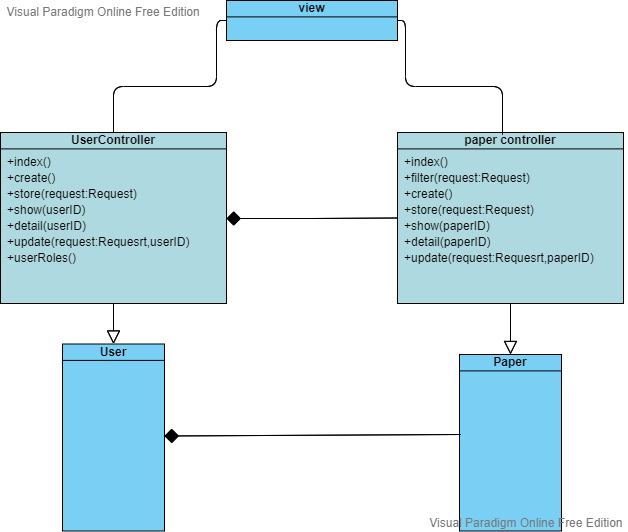 Visual Paradigm Online Free Edition
view
UserController
+index()
+create()
+store(request:Request)
+show(userID)
+detail(userID)
+update(request:Requesrt,userID)
+userRoles()
paper controller
+index()
+filter(request:Request)
+create()
+store(request:Request)
+show(paperID)
+detail(paperID)
+update(request:Requesrt,paperID)
User
Paper
Visual Paradigm Online Free Edition